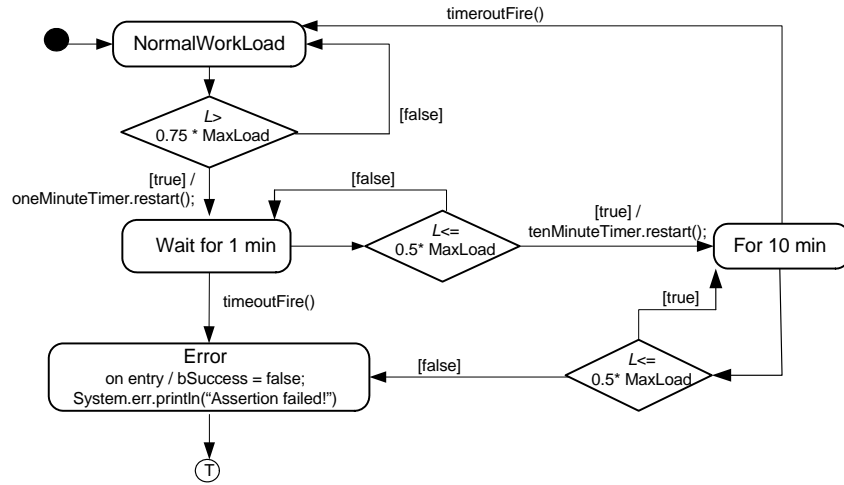 timeroutFire()
NormalWorkLoad
L>
0.75 * MaxLoad
[false]
[true] /
oneMinuteTimer.restart();
[false]
[true] /
tenMinuteTimer.restart();
Wait for 1 min
L<=
0.5* MaxLoad
For 10 min
timeoutFire()
[true]
Error
on entry / bSuccess = false;
System.err.println(“Assertion failed!”)
[false]
L<=
0.5* MaxLoad
T